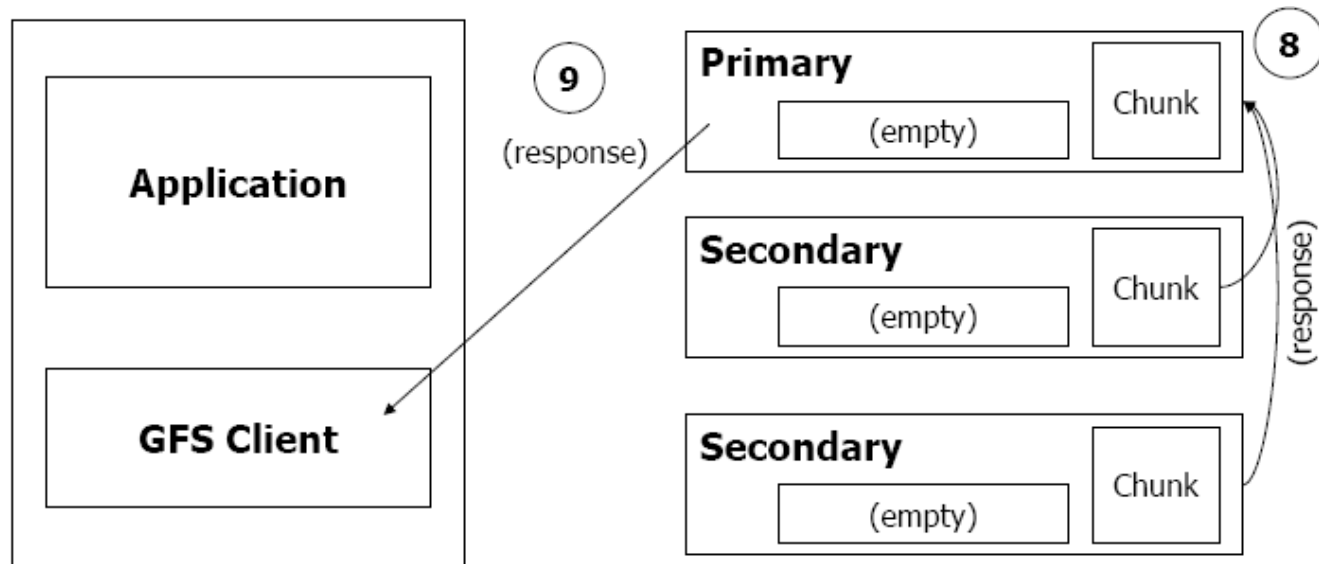 Application
GFS Client
9
(response)
8
Primary
(empty)
Chunk
Secondary
(empty)
Chunk
(response)
Secondary
(empty)
Chunk